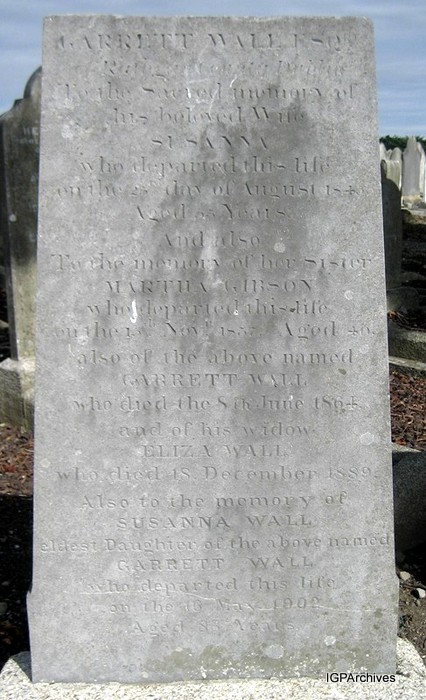 GARRETT WALL ESQ.
To the Sacred memory of
his beloved Wife
SUSANNA
who departed this life
on the day of August
Aged Years
And also
To the memory of her Sister
MARTHA GIBSON
who departed this life
on the Novr. Aged
also of the above named
GARRETT WALL
who died the 8th June 1864
and of his widow
ELIZA WALL
who died 18 December 1889
Also to the memory of
SUSANNA WALL
eldest Daughter of the above named
GARRETT WALL
who departed this life
on the May 1902
Aged Years
IGPArchives